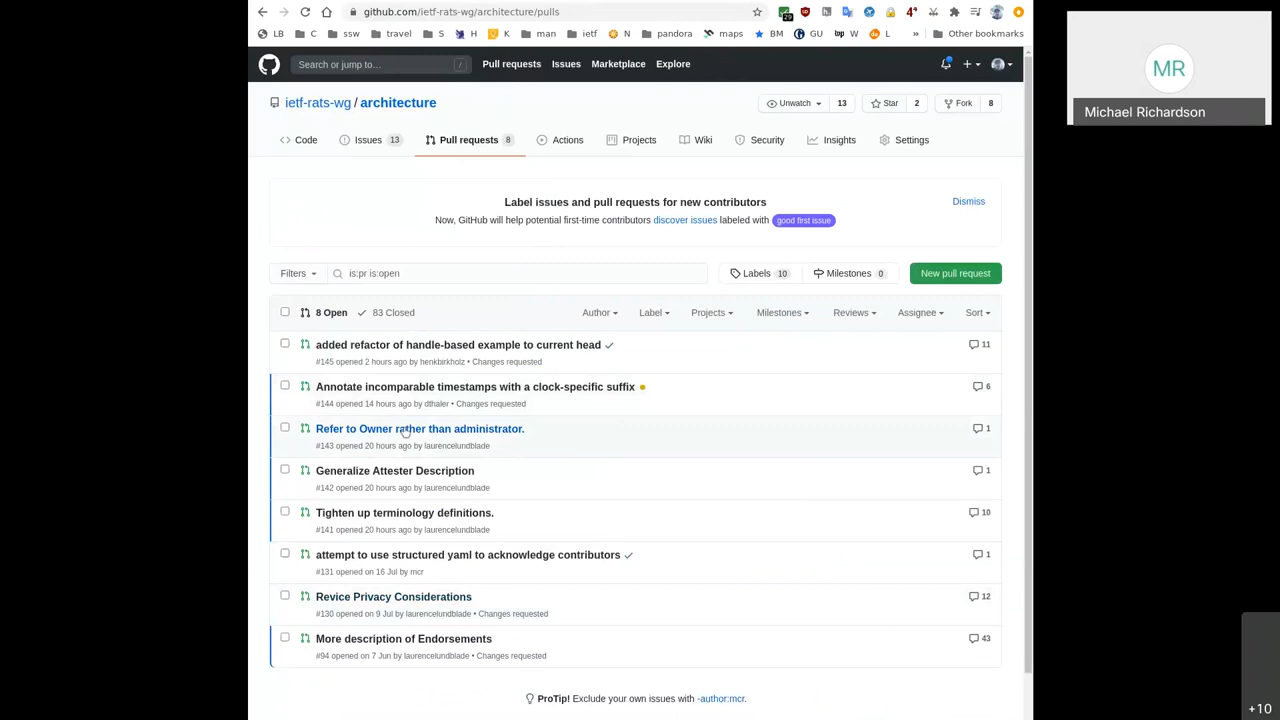 github.com/ietf-rats-wg/architecture/pulls
29
4⁹
LB C ssw travel S H K man ietf N pandora maps BM GU W L » Other bookmarks
Search or jump to… /
Pull requests Issues Marketplace Explore
ietf-rats-wg / architecture
Unwatch 13 Star 2 Fork 8
Code Issues 13 Pull requests 8 Actions Projects Wiki Security Insights Settings
Label issues and pull requests for new contributors
Dismiss
Now, GitHub will help potential first-time contributors discover issues labeled with good first issue
Filters is:pr is:open Labels 10 Milestones 0 New pull request
8 Open 83 Closed Author Label Projects Milestones Reviews Assignee Sort
added refactor of handle-based example to current head 11
#145 opened 2 hours ago by henkbirkholz • Changes requested
Annotate incomparable timestamps with a clock-specific suffix 6
#144 opened 14 hours ago by dthaler • Changes requested
Refer to Owner rather than administrator. 1
#143 opened 20 hours ago by laurencelundblade
Generalize Attester Description 1
#142 opened 20 hours ago by laurencelundblade
Tighten up terminology definitions. 10
#141 opened 20 hours ago by laurencelundblade
attempt to use structured yaml to acknowledge contributors 1
#131 opened on 16 Jul by mcr
Revice Privacy Considerations 12
#130 opened on 9 Jul by laurencelundblade • Changes requested
More description of Endorsements 43
#94 opened on 7 Jun by laurencelundblade • Changes requested
ProTip! Exclude your own issues with -author:mcr.
MR
Michael Richardson
+10